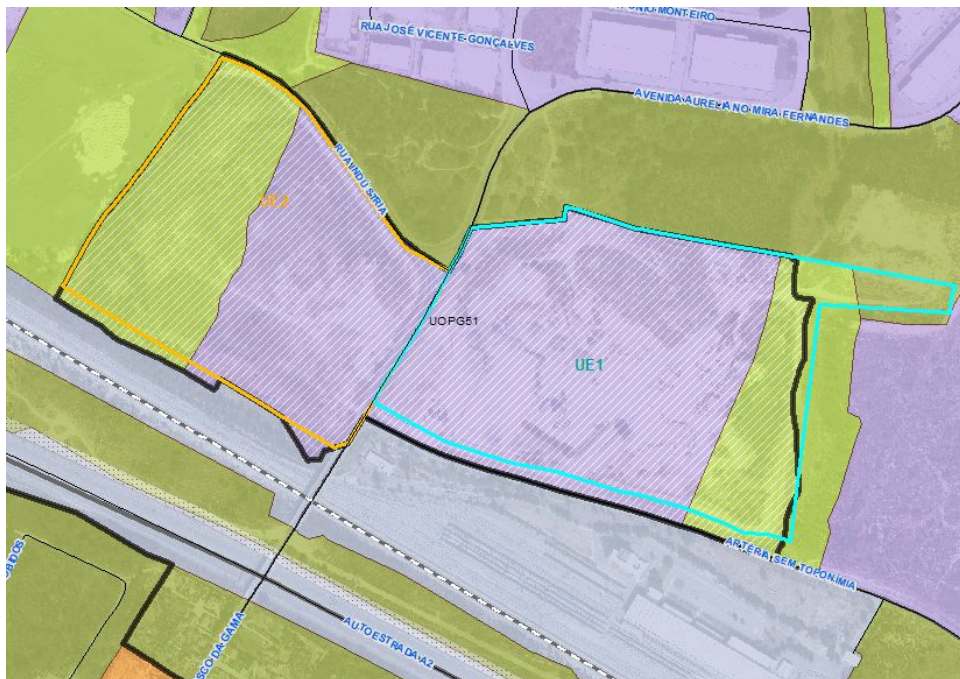 RUA JOSÉ VICENTE GONÇALVES
AVENIDA AURELIANO MIRA FERNANDES
RUA INDÚSTRIA
UE2
UOPG51
UE1
ARTÉRIA SEM TOPONÍMIA
AUTOESTRADA A2